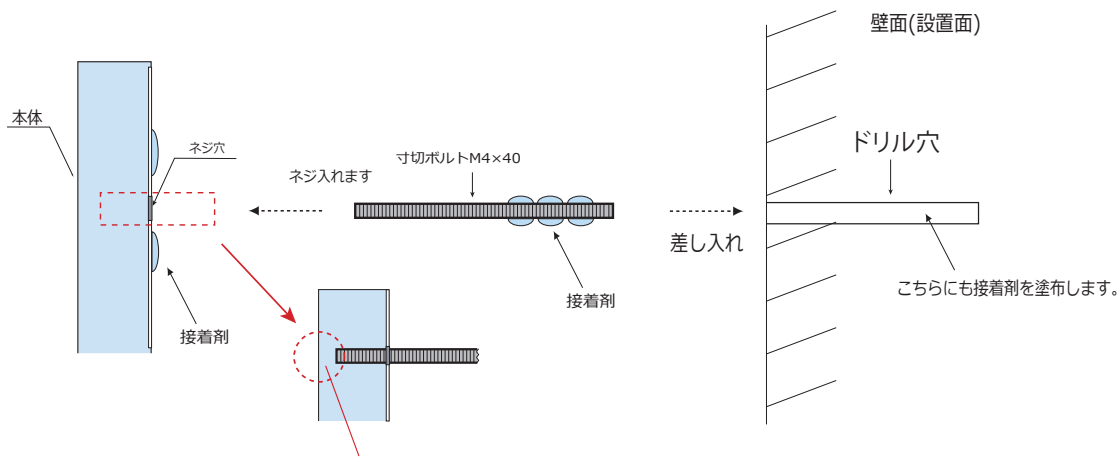 壁面(設置面)
本体
ネジ穴
寸切ボルトM4×40
ドリル穴
ネジ入れます
差し入れ
接着剤
接着剤
こちらにも接着剤を塗布します。